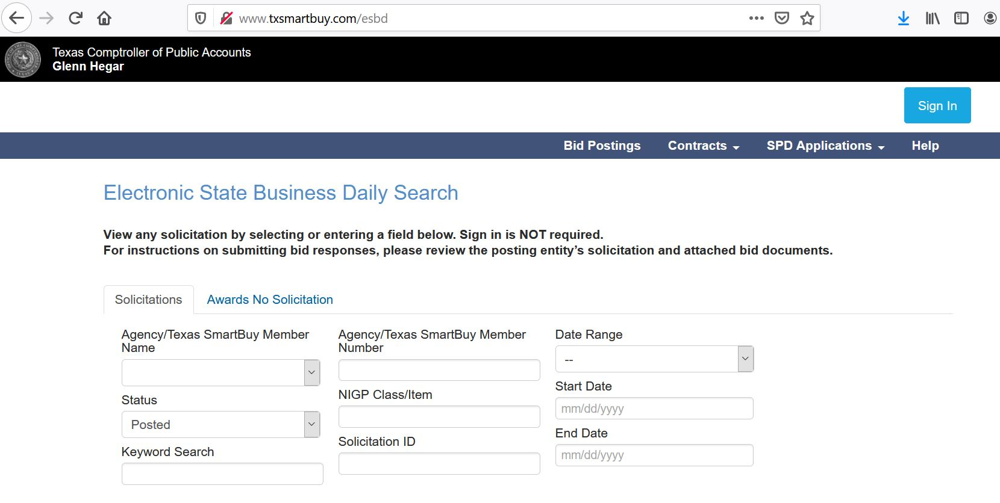 www.txsmartbuy.com/esbd
Texas Comptroller of Public Accounts
Glenn Hegar
Sign In
Bid Postings Contracts SPD Applications Help
Electronic State Business Daily Search
View any solicitation by selecting or entering a field below. Sign in is NOT required.
For instructions on submitting bid responses, please review the posting entity’s solicitation and attached bid documents.
Solicitations Awards No Solicitation
Agency/Texas SmartBuy Member
Name
Status
Posted
Keyword Search
Agency/Texas SmartBuy Member
Number
NIGP Class/Item
Solicitation ID
Date Range
--
Start Date
mm/dd/yyyy
End Date
mm/dd/yyyy